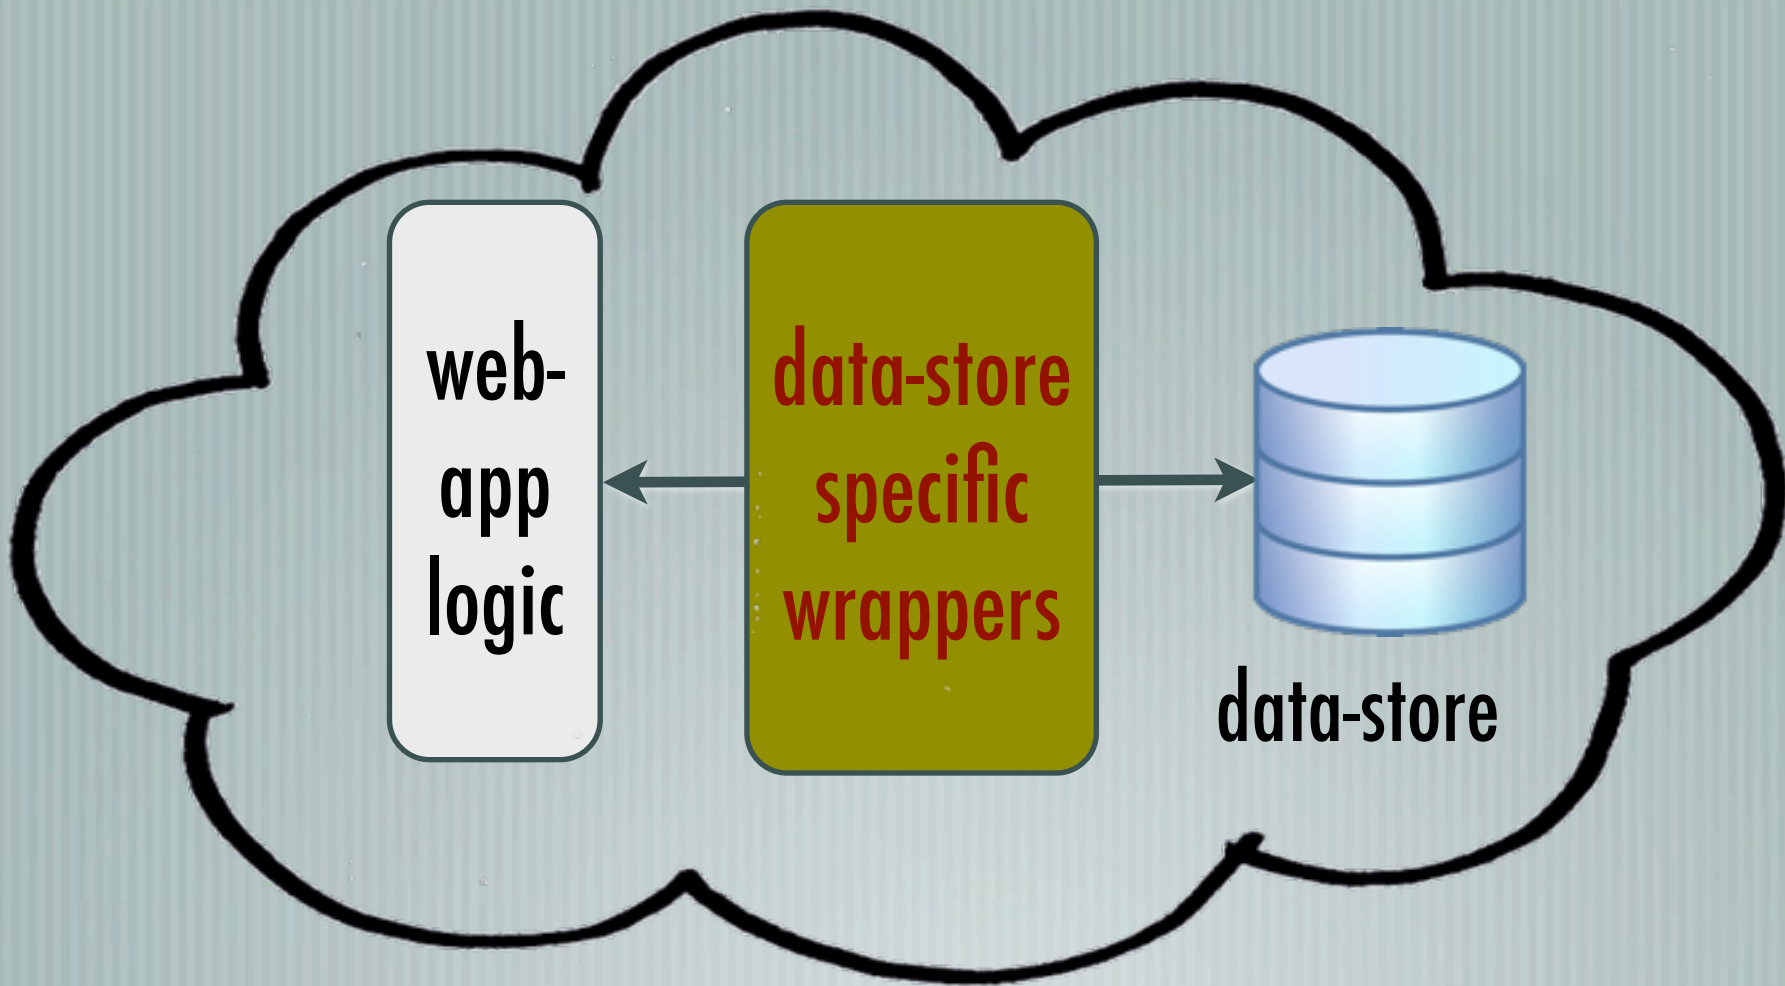 web-
app
logic
data-store
specific
wrappers
data-store